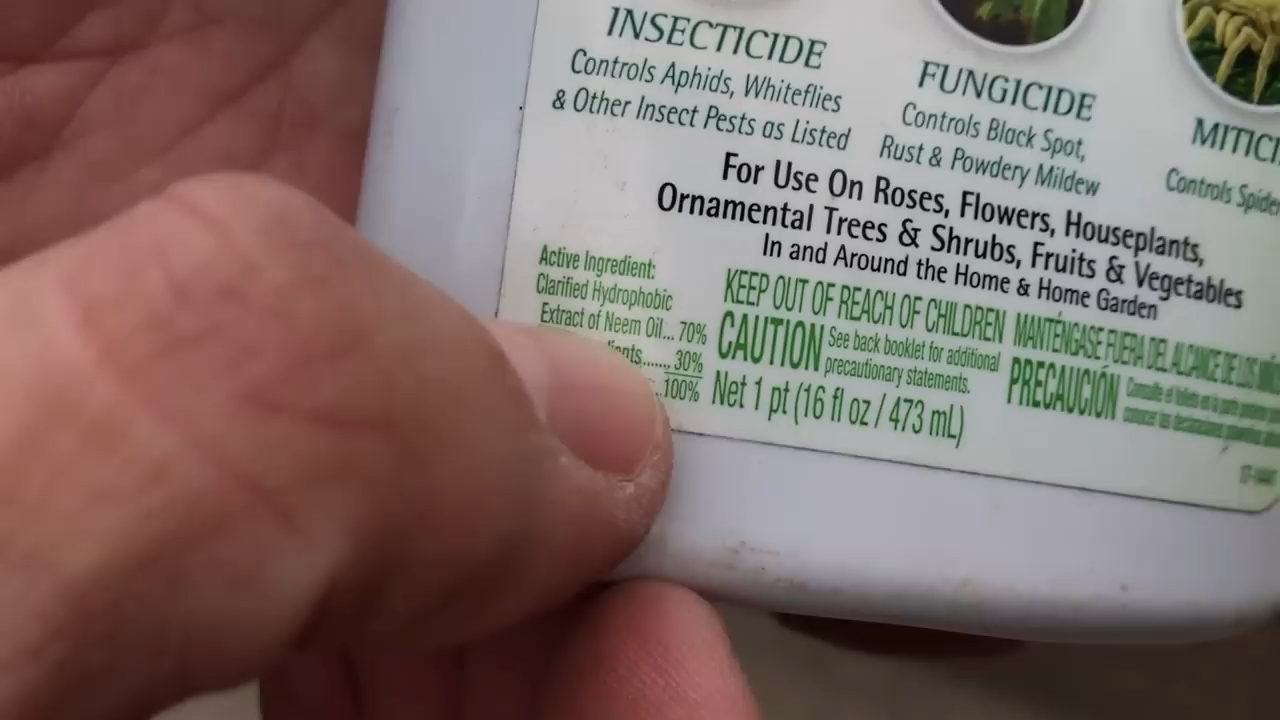 INSECTICIDE
Controls Aphids, Whiteflies
& Other Insect Pests as Listed
FUNGICIDE
Controls Black Spot,
Rust & Powdery Mildew
MITICI
Controls Spide
For Use On Roses, Flowers, Houseplants,
Ornamental Trees & Shrubs, Fruits & Vegetables
In and Around the Home & Home Garden
Active Ingredient:
Clarified Hydrophobic
Extract of Neem Oil... 70%
ients...... 30%
100%
KEEP OUT OF REACH OF CHILDREN
CAUTION See back booklet for additional
precautionary statements.
Net 1 pt (16 fl oz / 473 mL)
MANTÉNGASE FUERA DEL ALCANCE DE LOS
PRECAUCIÓN